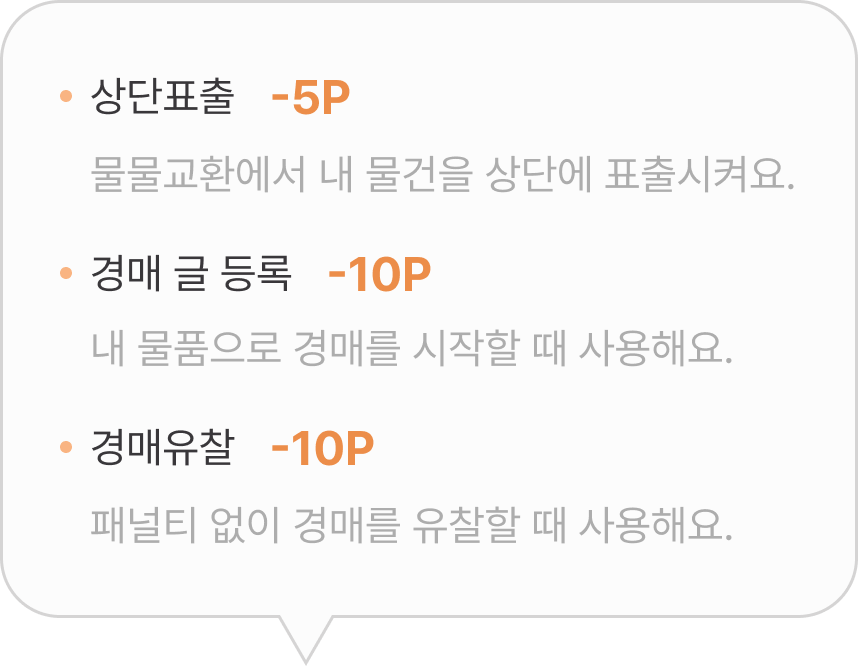 상단표출 -5P
물물교환에서 내 물건을 상단에 표출시켜요.
경매 글 등록 -10P
내 물품으로 경매를 시작할 때 사용해요.
경매유찰 -10P
패널티 없이 경매를 유찰할 때 사용해요.